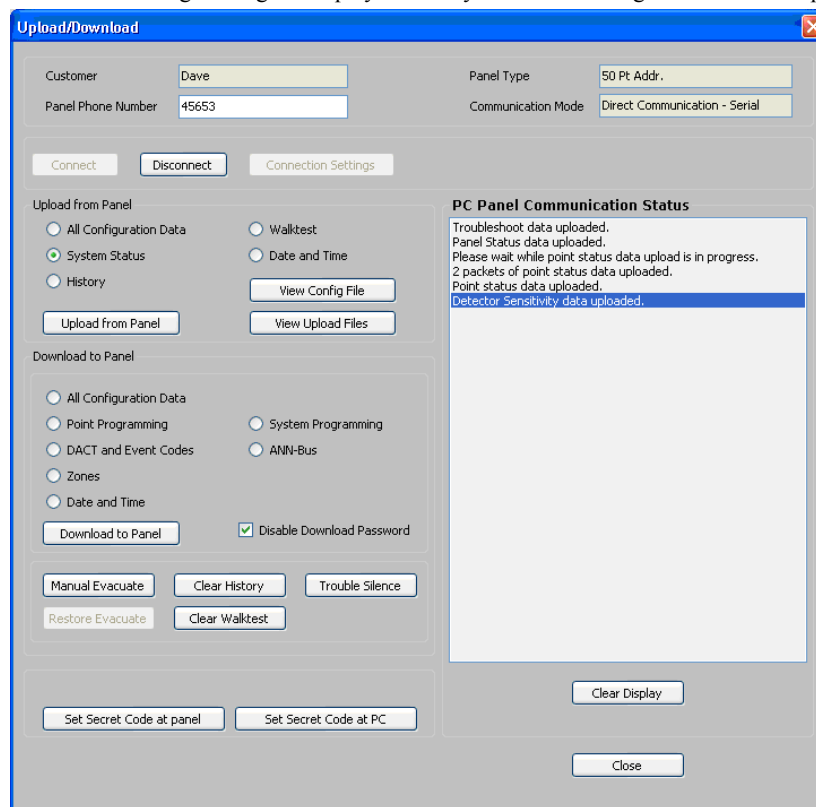 Upload/Download
Customer
Dave
Panel Type
50 Pt Addr.
Panel Phone Number
45653
Communication Mode
Direct Communication - Serial
Connect
Disconnect
Connection Settings
Upload from Panel
All Configuration Data
Walktest
System Status
Date and Time
History
View Config File
Upload from Panel
View Upload Files
Download to Panel
All Configuration Data
Point Programming
System Programming
DACT and Event Codes
ANN-Bus
Zones
Date and Time
Download to Panel
Disable Download Password
Manual Evacuate
Clear History
Trouble Silence
Restore Evacuate
Clear Walktest
Set Secret Code at panel
Set Secret Code at PC
PC Panel Communication Status
Troubleshoot data uploaded.
Panel Status data uploaded.
Please wait while point status data upload is in progress.
2 packets of point status data uploaded.
Point status data uploaded.
Detector Sensitivity data uploaded.
Clear Display
Close